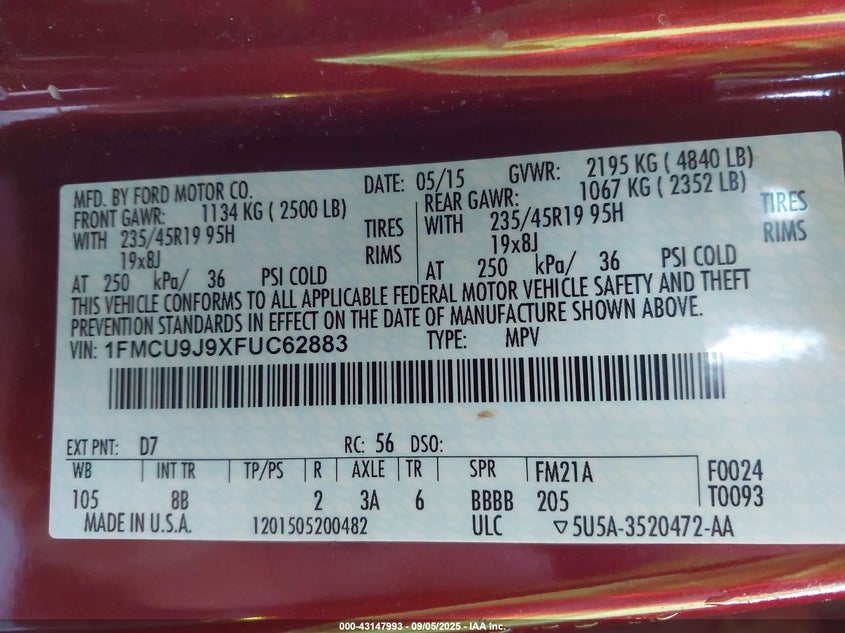 MFD. BY FORD MOTOR CO. DATE: 05/15 GVWR: 2195 KG ( 4840 LB)
FRONT GAWR: 1134 KG ( 2500 LB) REAR GAWR: 1067 KG ( 2352 LB)
WITH 235/45R19 95H TIRES WITH 235/45R19 95H TIRES
19x8J RIMS 19x8J RIMS
AT 250 kPa/ 36 PSI COLD AT 250 kPa/ 36 PSI COLD
THIS VEHICLE CONFORMS TO ALL APPLICABLE FEDERAL MOTOR VEHICLE SAFETY AND THEFT
PREVENTION STANDARDS IN EFFECT ON THE DATE OF MANUFACTURE SHOWN ABOVE.
VIN: 1FMCU9J9XFUC62883 TYPE: MPV
EXT PNT: D7 RC: 56 DSO:
WB INT TR TP/PS R AXLE TR SPR FM21A F0024
105 8B 2 3A 6 BBBB 205 T0093
MADE IN U.S.A. 1201505200482 ULC ▽5U5A-3520472-AA
000-43147993 - 09/05/2025 - IAA Inc.